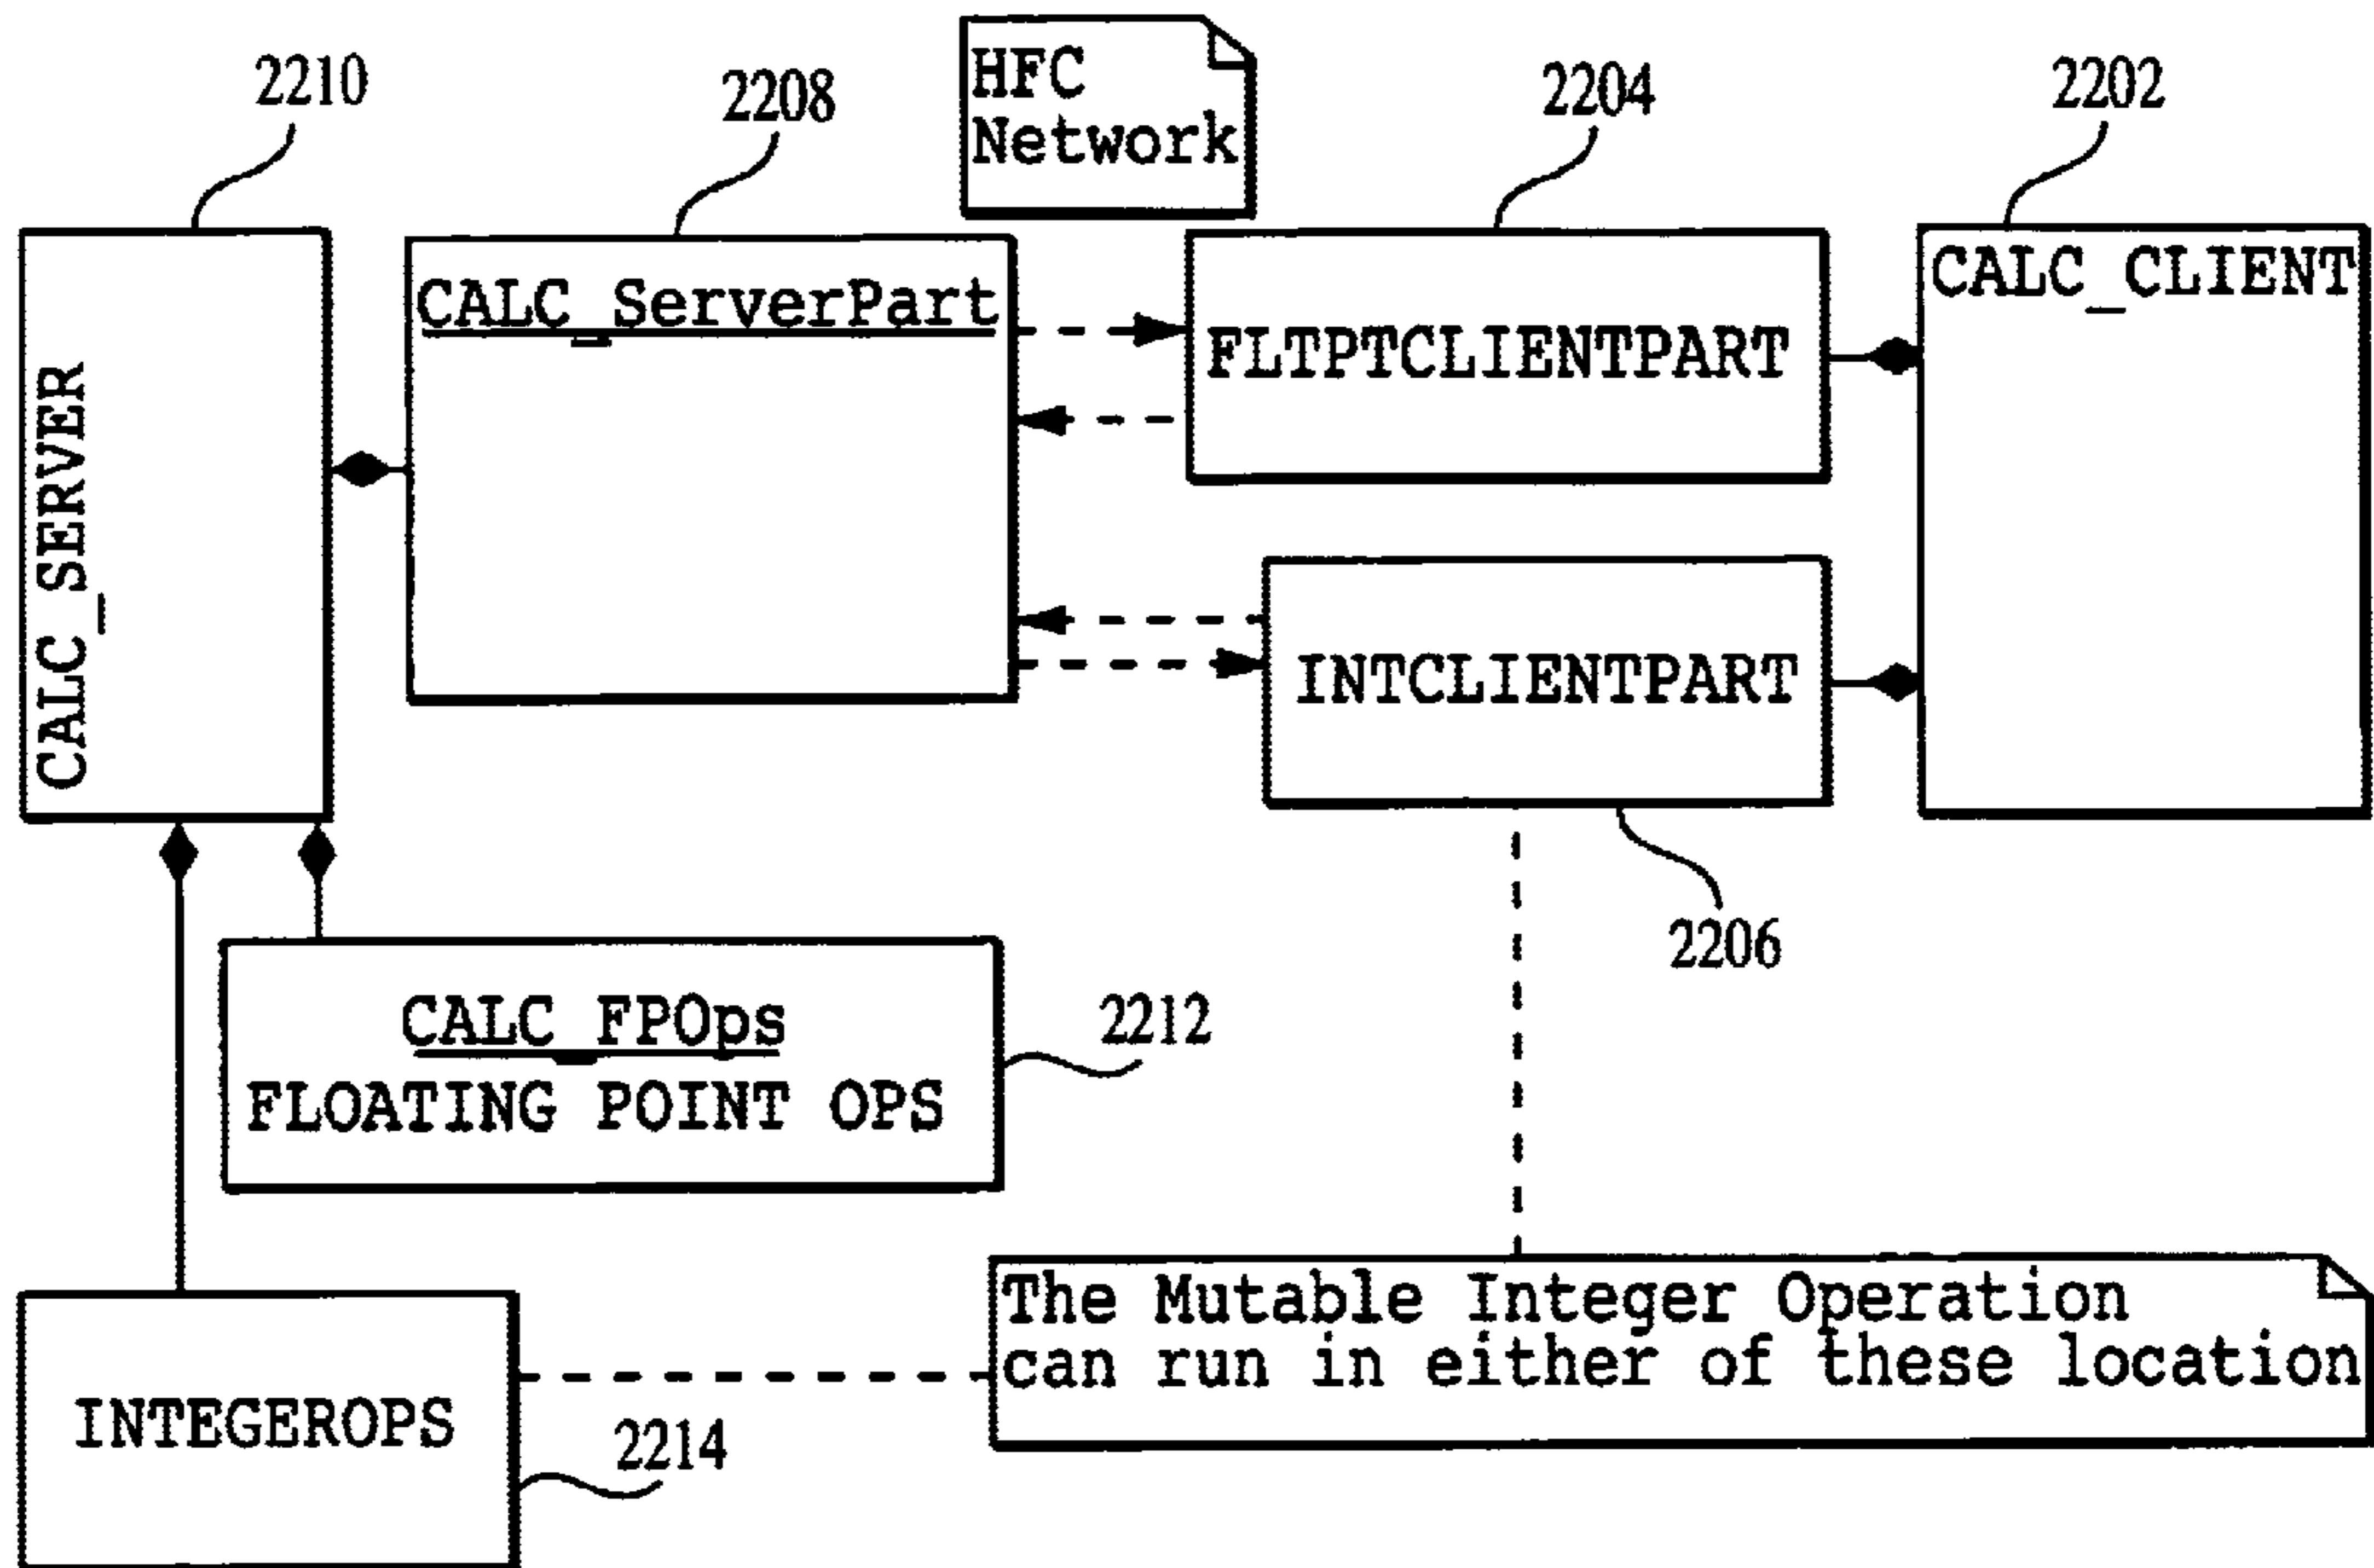 2210
2208
HFC
Network
2204
2202
CALC_SERVER
CALC_ServerPart
FLTPTCLIENTPART
CALC_CLIENT
INTCLIENTPART
2206
CALC_FPOps
FLOATING POINT OPS
2212
The Mutable Integer Operation
can run in either of these location
INTEGEROPS
2214